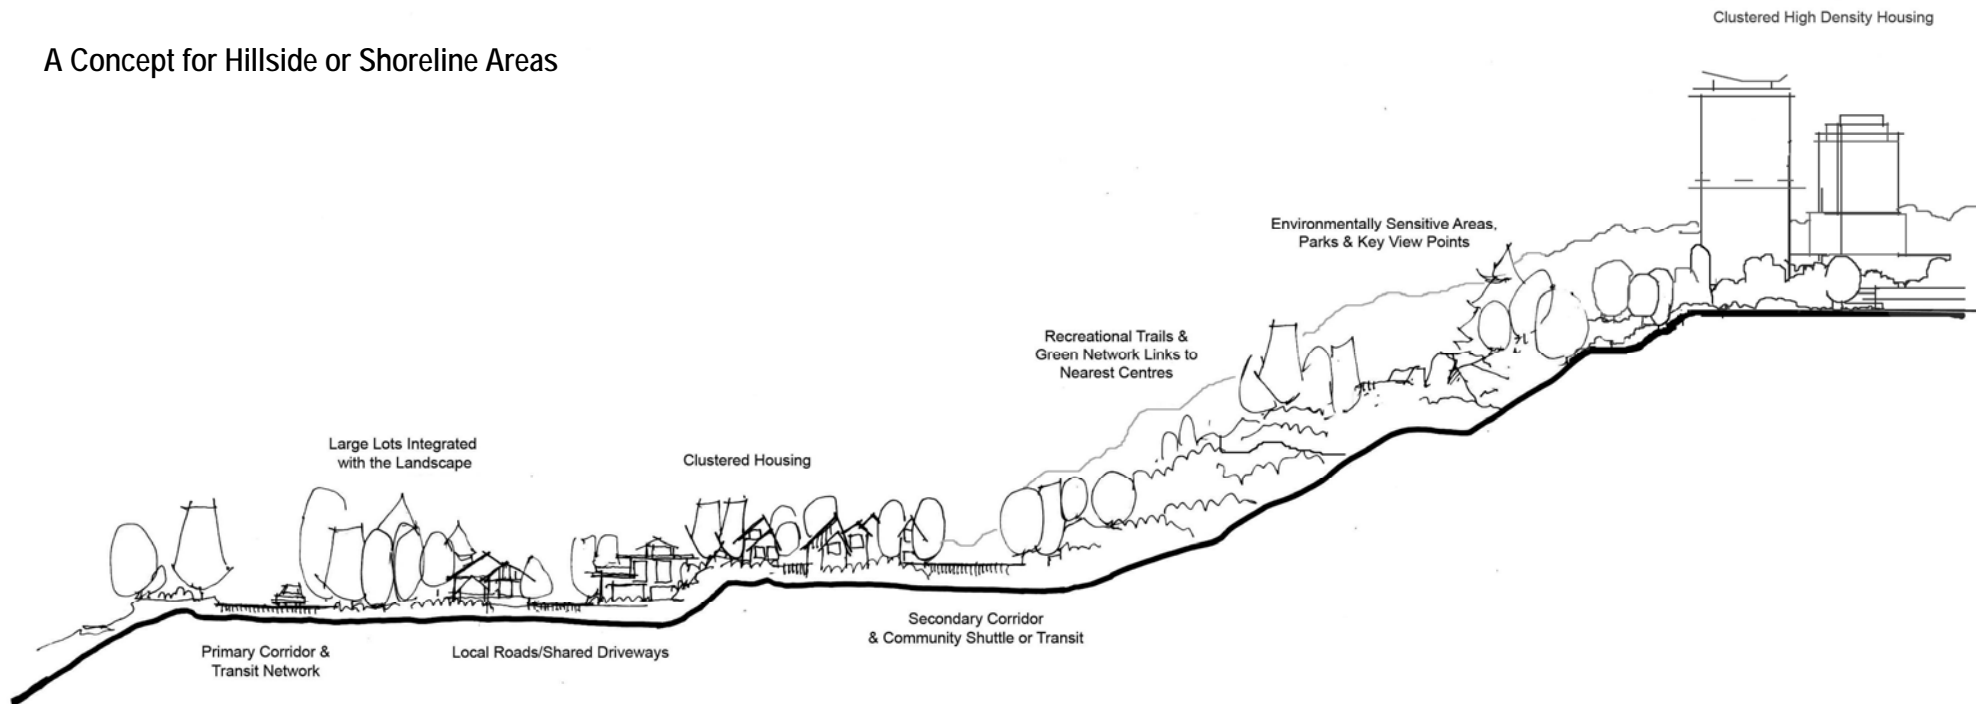 Clustered High Density Housing
A Concept for Hillside or Shoreline Areas
Environmentally Sensitive Areas,
Parks & Key View Points
Recreational Trails &
Green Network Links to
Nearest Centres
Large Lots Integrated
with the Landscape
Clustered Housing
Secondary Corridor
& Community Shuttle or Transit
Primary Corridor &
Transit Network
Local Roads/Shared Driveways